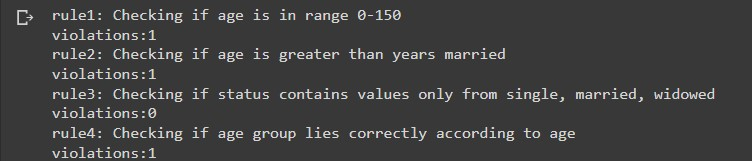 rule1: Checking if age is in range 0-150
violations:1
rule2: Checking if age is greater than years married
violations:1
rule3: Checking if status contains values only from single, married, widowed
violations:0
rule4: Checking if age group lies correctly according to age
violations:1